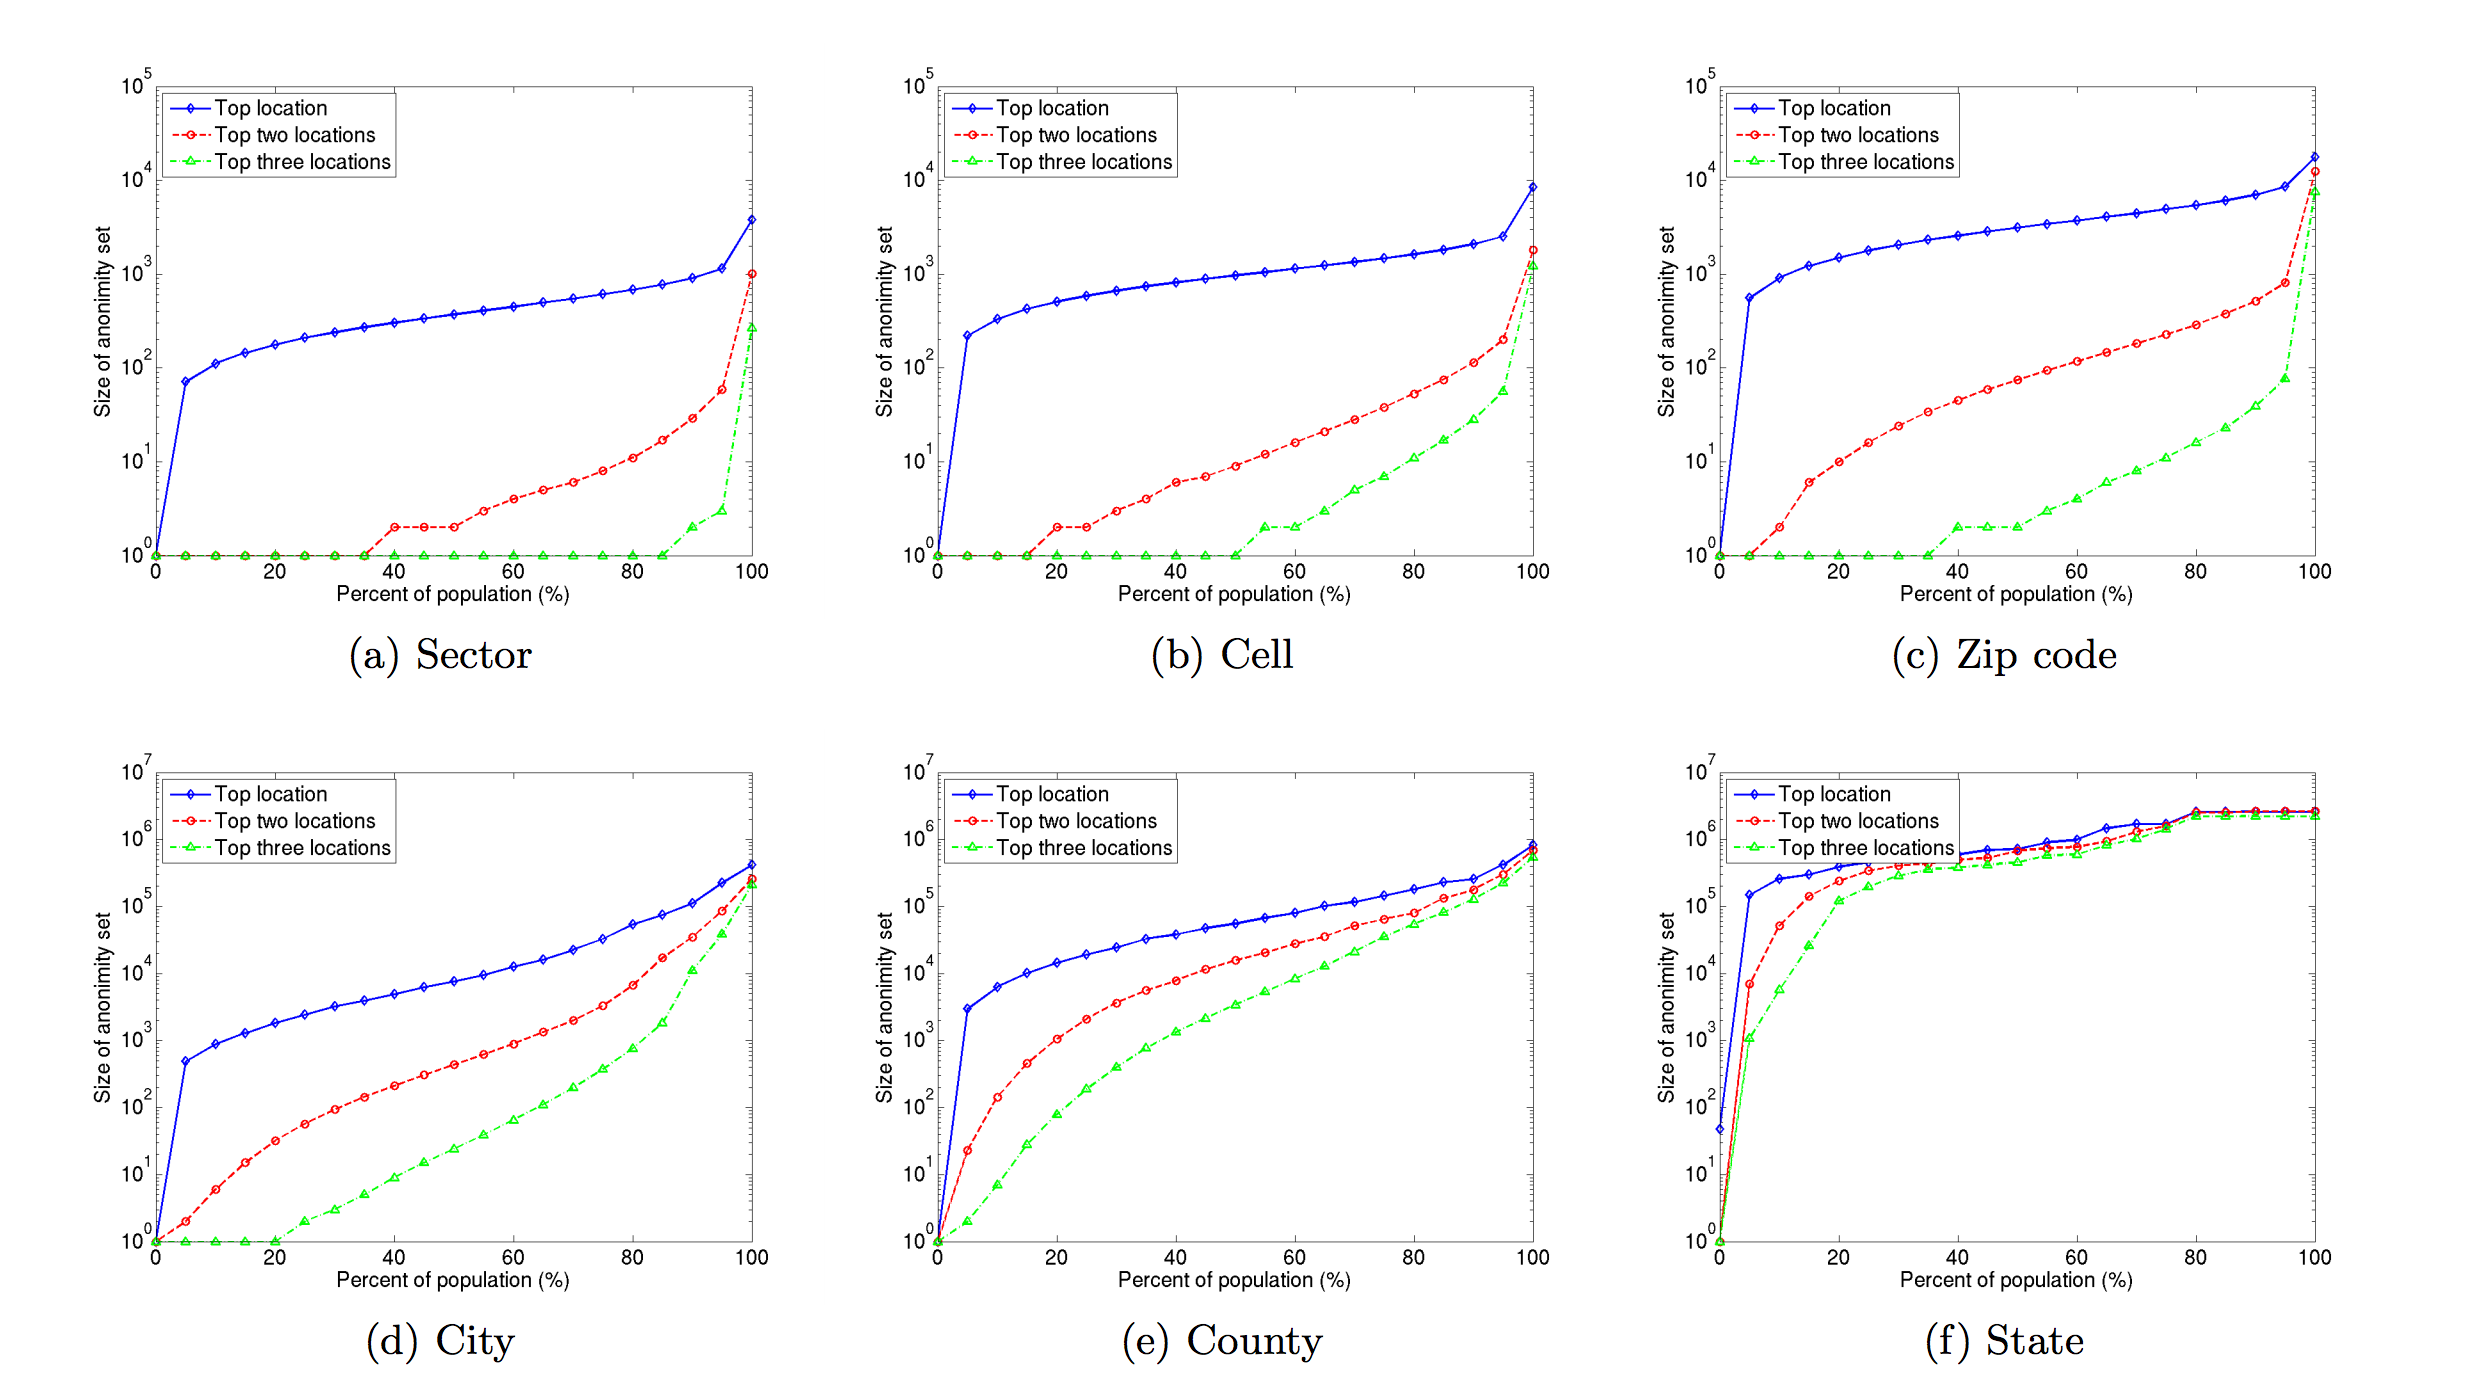 10^5
10^4
10^3
10^2
10^1
10^0
Size of anonimity set
Top location
Top two locations
Top three locations
0 20 40 60 80 100
Percent of population (%)
(a) Sector
10^5
10^4
10^3
10^2
10^1
10^0
Size of anonimity set
Top location
Top two locations
Top three locations
0 20 40 60 80 100
Percent of population (%)
(b) Cell
10^5
10^4
10^3
10^2
10^1
10^0
Size of anonimity set
Top location
Top two locations
Top three locations
0 20 40 60 80 100
Percent of population (%)
(c) Zip code
10^7
10^6
10^5
10^4
10^3
10^2
10^1
10^0
Size of anonimity set
Top location
Top two locations
Top three locations
0 20 40 60 80 100
Percent of population (%)
(d) City
10^7
10^6
10^5
10^4
10^3
10^2
10^1
10^0
Size of anonimity set
Top location
Top two locations
Top three locations
0 20 40 60 80 100
Percent of population (%)
(e) County
10^7
10^6
10^5
10^4
10^3
10^2
10^1
10^0
Size of anonimity set
Top location
Top two locations
Top three locations
0 20 40 60 80 100
Percent of population (%)
(f) State